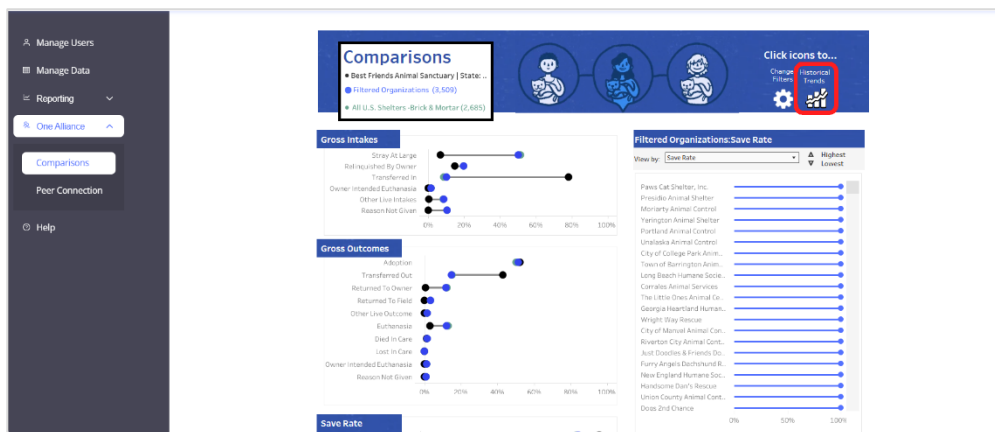 Manage Users
Manage Data
Reporting
One Alliance
Comparisons
Peer Connection
Help
Comparisons
Best Friends Animal Sanctuary | State: ..
Filtered Organizations (3,509)
All U.S. Shelters -Brick & Mortar (2,685)
Click icons to...
Change Filters
Historical Trends
Gross Intakes
Stray At Large
Relinquished By Owner
Transferred In
Owner Intended Euthanasia
Other Live Intakes
Reason Not Given
0% 20% 40% 60% 80% 100%
Gross Outcomes
Adoption
Transferred Out
Returned To Owner
Returned To Field
Other Live Outcome
Euthanasia
Died In Care
Lost In Care
Owner Intended Euthanasia
Reason Not Given
0% 20% 40% 60% 80% 100%
Save Rate
Filtered Organizations:Save Rate
View by: Save Rate
Highest
Lowest
Paws Cat Shelter, Inc.
Presidio Animal Shelter
Moriarty Animal Control
Yerington Animal Shelter
Portland Animal Control
Unalaska Animal Control
City of College Park Anim..
Town of Barrington Anim..
Long Beach Humane Socie..
Corrales Animal Services
The Little Ones Animal Ce..
Georgia Heartland Human..
Wright Way Rescue
City of Manvel Animal Con..
Riverton City Animal Cont..
Just Doodles & Friends Do..
Furry Angels Dachshund R..
New England Humane Soc..
Handsome Dan's Rescue
Union County Animal Cont..
Dogs 2nd Chance
0% 50% 100%